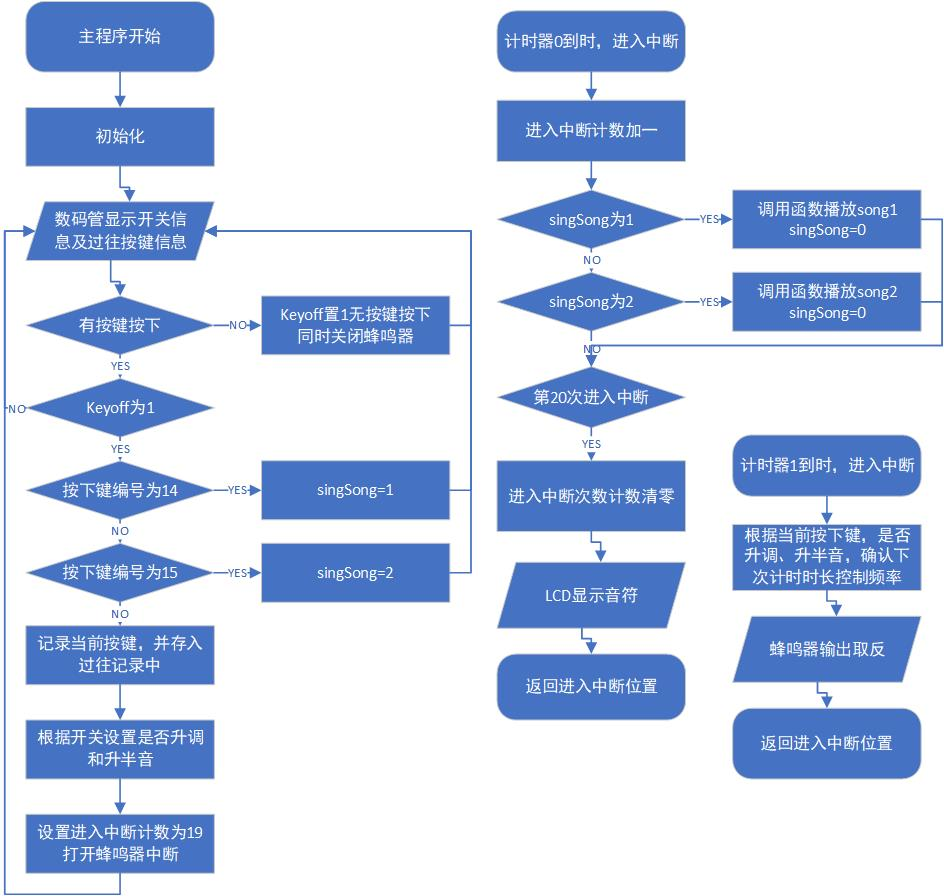 主程序开始
初始化
数码管显示开关信
息及过往按键信息
有按键按下
NO
Keyoff置1无按键按下
同时关闭蜂鸣器
YES
Keyoff为1
NO
YES
按下键编号为14
YES
singSong=1
NO
按下键编号为15
YES
singSong=2
NO
记录当前按键，并存入
过往记录中
根据开关设置是否升调
和升半音
设置进入中断计数为19
打开蜂鸣器中断
计时器0到时，进入中断
进入中断计数加一
singSong为1
YES
调用函数播放song1
singSong=0
NO
singSong为2
YES
调用函数播放song2
singSong=0
NO
第20次进入中断
YES
进入中断次数计数清零
LCD显示音符
返回进入中断位置
计时器1到时，进入中断
根据当前按下键，是否
升调、升半音，确认下
次计时时长控制频率
蜂鸣器输出取反
返回进入中断位置